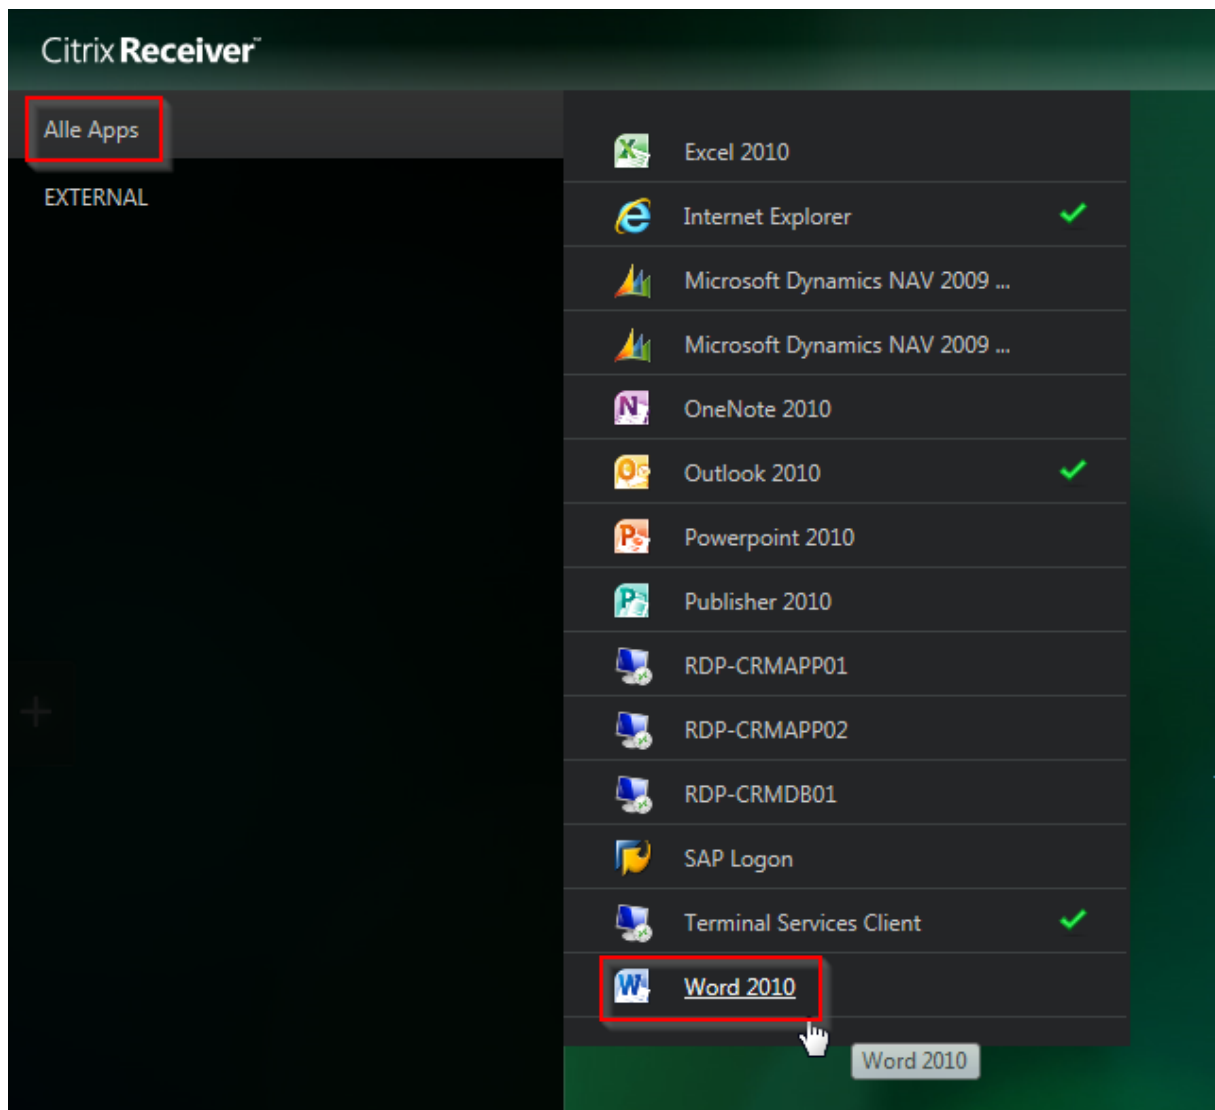 Citrix Receiver™
Alle Apps
EXTERNAL
Excel 2010
Internet Explorer
Microsoft Dynamics NAV 2009 ...
Microsoft Dynamics NAV 2009 ...
OneNote 2010
Outlook 2010
Powerpoint 2010
Publisher 2010
RDP-CRMAPP01
RDP-CRMAPP02
RDP-CRMDB01
SAP Logon
Terminal Services Client
Word 2010
Word 2010